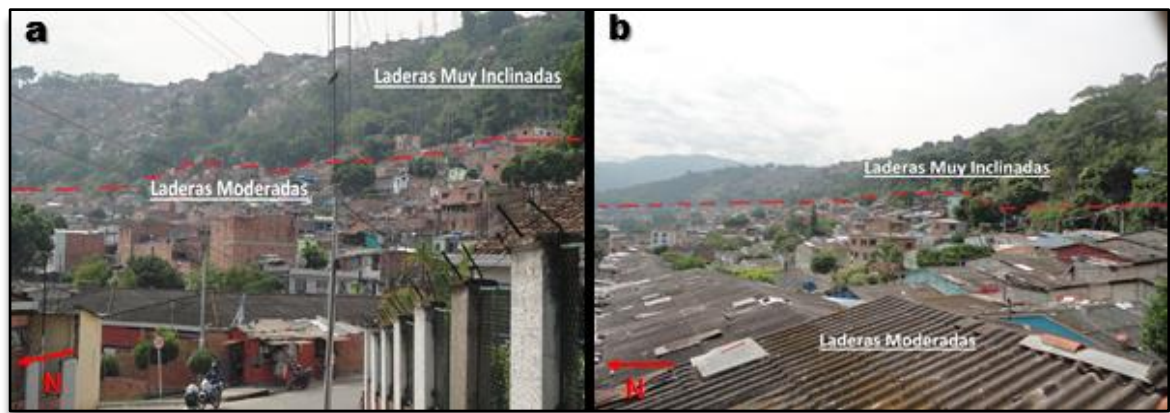 a
Laderas Muy Inclinadas
Laderas Moderadas
N
b
Laderas Muy Inclinadas
Laderas Moderadas
N